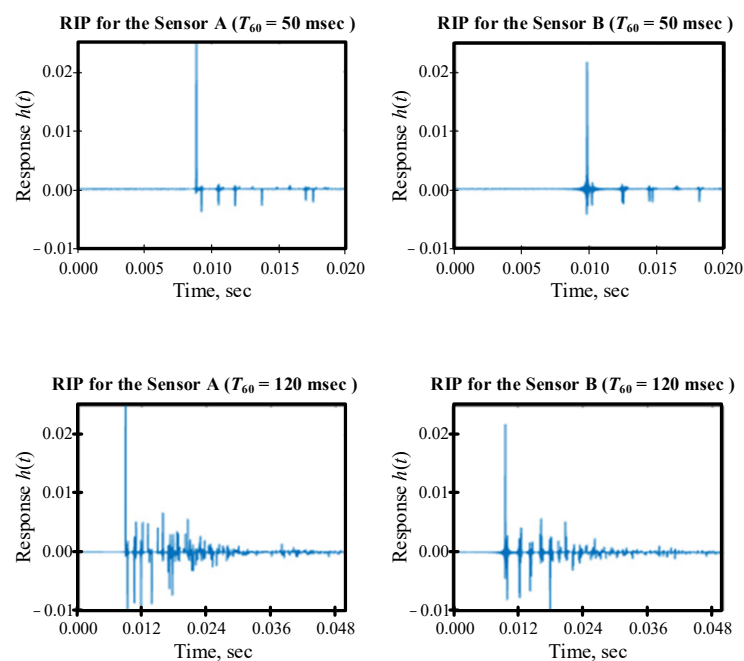 RIP for the Sensor A (T60 = 50 msec )
Response h(t)
0.02
0.01
0.00
– 0.01
0.000 0.005 0.010 0.015 0.020
Time, sec
RIP for the Sensor B (T60 = 50 msec )
Response h(t)
0.02
0.01
0.00
– 0.01
0.000 0.005 0.010 0.015 0.020
Time, sec
RIP for the Sensor A (T60 = 120 msec )
Response h(t)
0.02
0.01
0.00
– 0.01
0.000 0.012 0.024 0.036 0.048
Time, sec
RIP for the Sensor B (T60 = 120 msec )
Response h(t)
0.02
0.01
0.00
– 0.01
0.000 0.012 0.024 0.036 0.048
Time, sec